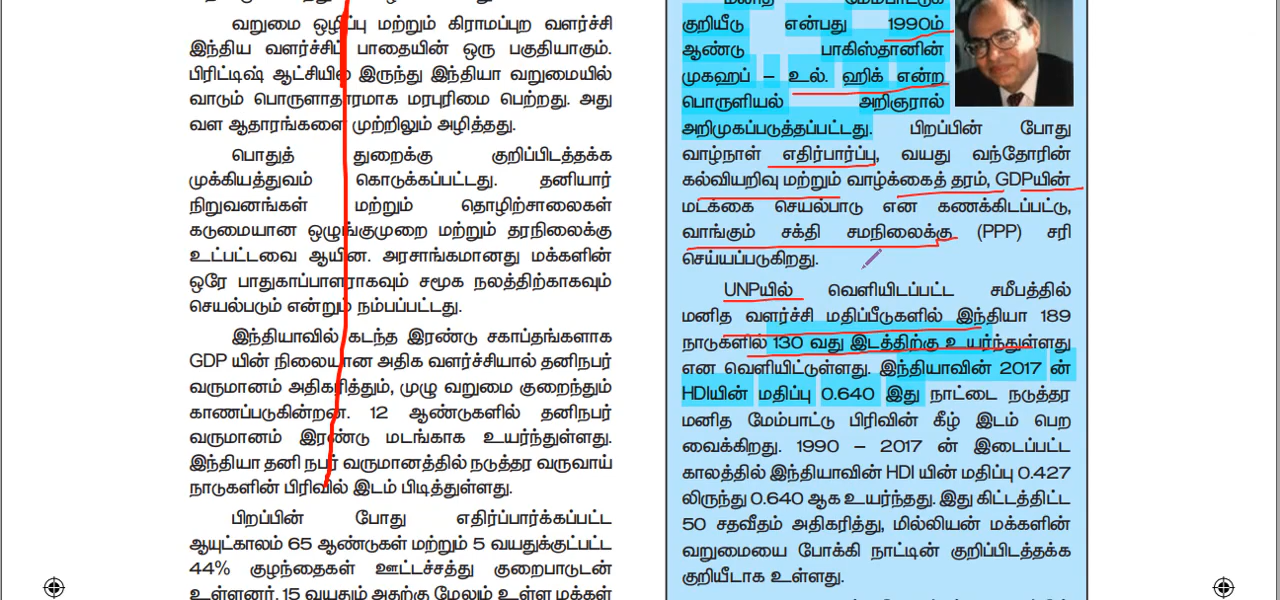 வறுமை ஒழிப்பு மற்றும் கிராமப்புற வளர்ச்சி
இந்திய வளர்ச்சிப் பாதையின் ஒரு பகுதியாகும்.
பிரிட்டிஷ் ஆட்சியில் இருந்து இந்தியா வறுமையில்
வாடும் பொருளாதாரமாக மரபுரிமை பெற்றது. அது
வள ஆதாரங்களை முற்றிலும் அழித்தது.
பொதுத் துறைக்கு குறிப்பிடத்தக்க
முக்கியத்துவம் கொடுக்கப்பட்டது. தனியார்
நிறுவனங்கள் மற்றும் தொழிற்சாலைகள்
கடுமையான ஒழுங்குமுறை மற்றும் தரநிலைக்கு
உட்பட்டவை ஆயின. அரசாங்கமானது மக்களின்
ஒரே பாதுகாப்பாளராகவும் சமூக நலத்திற்காகவும்
செயல்படும் என்றும் நம்பப்பட்டது.
இந்தியாவில் கடந்த இரண்டு சகாப்தங்களாக
GDP யின் நிலையான அதிக வளர்ச்சியால் தனிநபர்
வருமானம் அதிகரித்தும், முழு வறுமை குறைந்தும்
காணப்படுகின்றன. 12 ஆண்டுகளில் தனிநபர்
வருமானம் இரண்டு மடங்காக உயர்ந்துள்ளது.
இந்தியா தனி நபர் வருமானத்தில் நடுத்தர வருவாய்
நாடுகளின் பிரிவில் இடம் பிடித்துள்ளது.
பிறப்பின் போது எதிர்ப்பார்க்கப்பட்ட
ஆயுட்காலம் 65 ஆண்டுகள் மற்றும் 5 வயதுக்குட்பட்ட
44% குழந்தைகள் ஊட்டச்சத்து குறைபாடுடன்
உள்ளனர். 15 வயதும் அதற்கு மேலும் உள்ள மக்கள்
மனித மேம்பாட்டுக்
குறியீடு என்பது 1990ம்
ஆண்டு பாகிஸ்தானின்
முகஹப் – உல். ஹிக் என்ற
பொருளியல் அறிஞரால்
அறிமுகப்படுத்தப்பட்டது. பிறப்பின் போது
வாழ்நாள் எதிர்பார்ப்பு, வயது வந்தோரின்
கல்வியறிவு மற்றும் வாழ்க்கைத் தரம், GDPயின்
மடக்கை செயல்பாடு என கணக்கிடப்பட்டு,
வாங்கும் சக்தி சமநிலைக்கு (PPP) சரி
செய்யப்படுகிறது.
UNPயில் வெளியிடப்பட்ட சமீபத்தில்
மனித வளர்ச்சி மதிப்பீடுகளில் இந்தியா 189
நாடுகளில் 130 வது இடத்திற்கு உயர்ந்துள்ளது
என வெளியிட்டுள்ளது. இந்தியாவின் 2017 ன்
HDIயின் மதிப்பு 0.640 இது நாட்டை நடுத்தர
மனித மேம்பாட்டு பிரிவின் கீழ் இடம் பெற
வைக்கிறது. 1990 – 2017 ன் இடைப்பட்ட
காலத்தில் இந்தியாவின் HDI யின் மதிப்பு 0.427
லிருந்து 0.640 ஆக உயர்ந்தது. இது கிட்டத்திட்ட
50 சதவீதம் அதிகரித்து, மில்லியன் மக்களின்
வறுமையை போக்கி நாட்டின் குறிப்பிடத்தக்க
குறியீடாக உள்ளது.